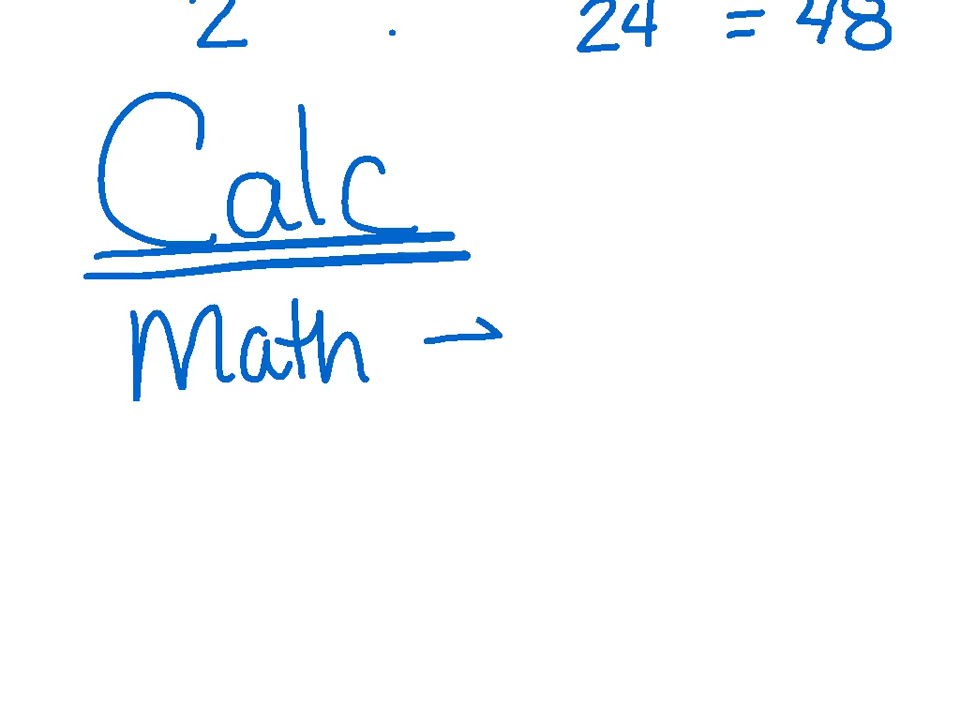 2 . 24 = 48
Calc
Math →